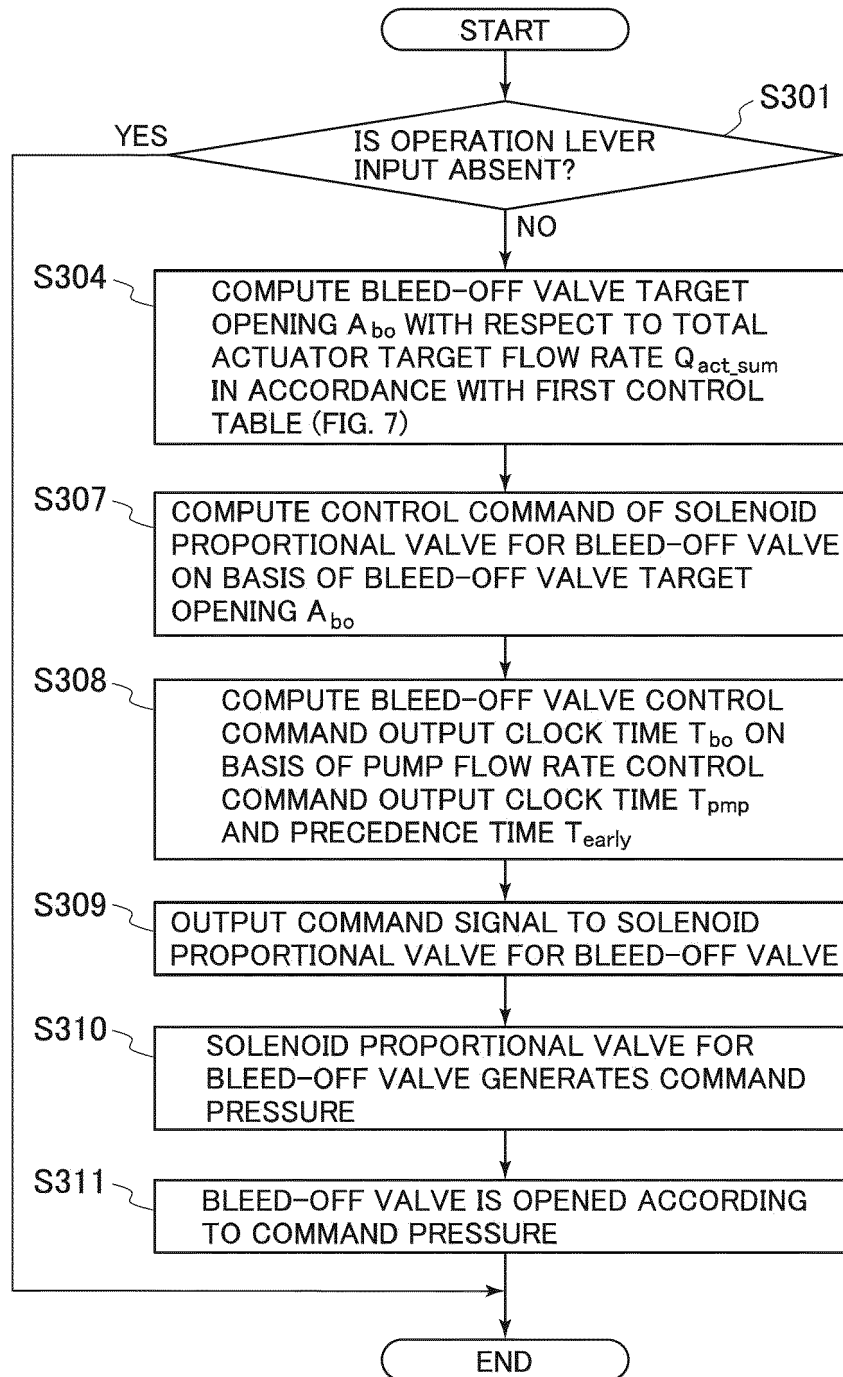 START
S301
YES
IS OPERATION LEVER
INPUT ABSENT?
NO
S304
COMPUTE BLEED-OFF VALVE TARGET
OPENING Abo WITH RESPECT TO TOTAL
ACTUATOR TARGET FLOW RATE Qact_sum
IN ACCORDANCE WITH FIRST CONTROL
TABLE (FIG. 7)
S307
COMPUTE CONTROL COMMAND OF SOLENOID
PROPORTIONAL VALVE FOR BLEED-OFF VALVE
ON BASIS OF BLEED-OFF VALVE TARGET
OPENING Abo
S308
COMPUTE BLEED-OFF VALVE CONTROL
COMMAND OUTPUT CLOCK TIME Tbo ON
BASIS OF PUMP FLOW RATE CONTROL
COMMAND OUTPUT CLOCK TIME Tpmp
AND PRECEDENCE TIME Tearly
S309
OUTPUT COMMAND SIGNAL TO SOLENOID
PROPORTIONAL VALVE FOR BLEED-OFF VALVE
S310
SOLENOID PROPORTIONAL VALVE FOR
BLEED-OFF VALVE GENERATES COMMAND
PRESSURE
S311
BLEED-OFF VALVE IS OPENED ACCORDING
TO COMMAND PRESSURE
END